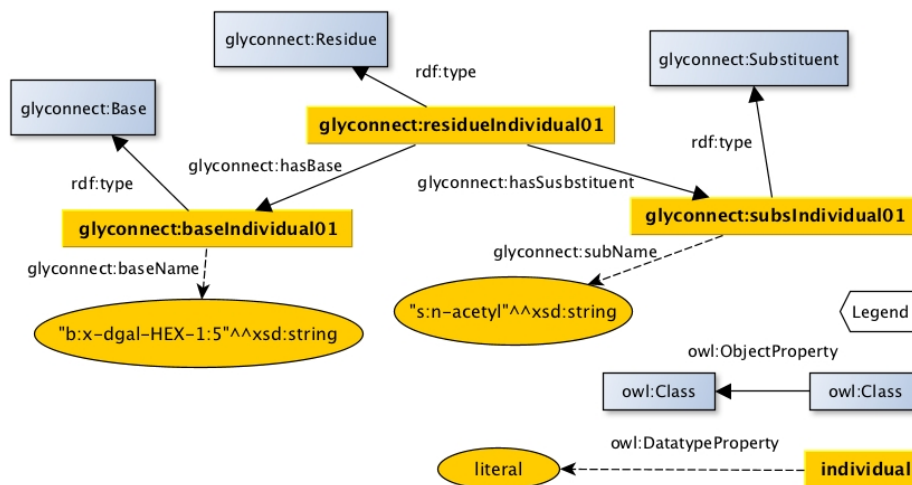 glyconnect:Residue
glyconnect:Substituent
rdf:type
glyconnect:Base
glyconnect:residueIndividual01
rdf:type
glyconnect:hasBase
rdf:type
glyconnect:hasSusbstituent
glyconnect:baseIndividual01
glyconnect:subsIndividual01
glyconnect:baseName
glyconnect:subName
"b:x-dgal-HEX-1:5"^^xsd:string
"s:n-acetyl"^^xsd:string
Legend
owl:ObjectProperty
owl:Class
owl:Class
owl:DatatypeProperty
literal
individual